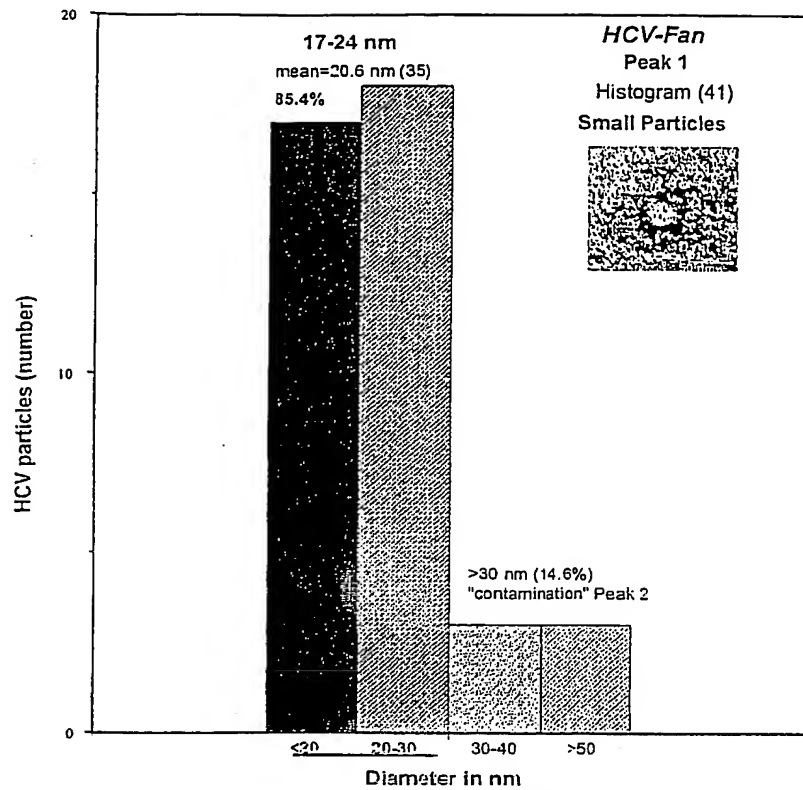 20
17-24 nm
mean=20.6 nm (35)
85.4%
HCV-Fan
Peak 1
Histogram (41)
Small Particles
HCV particles (number)
10
>30 nm (14.6%)
"contamination" Peak 2
0
≤20 20-30 30-40 >50
Diameter in nm